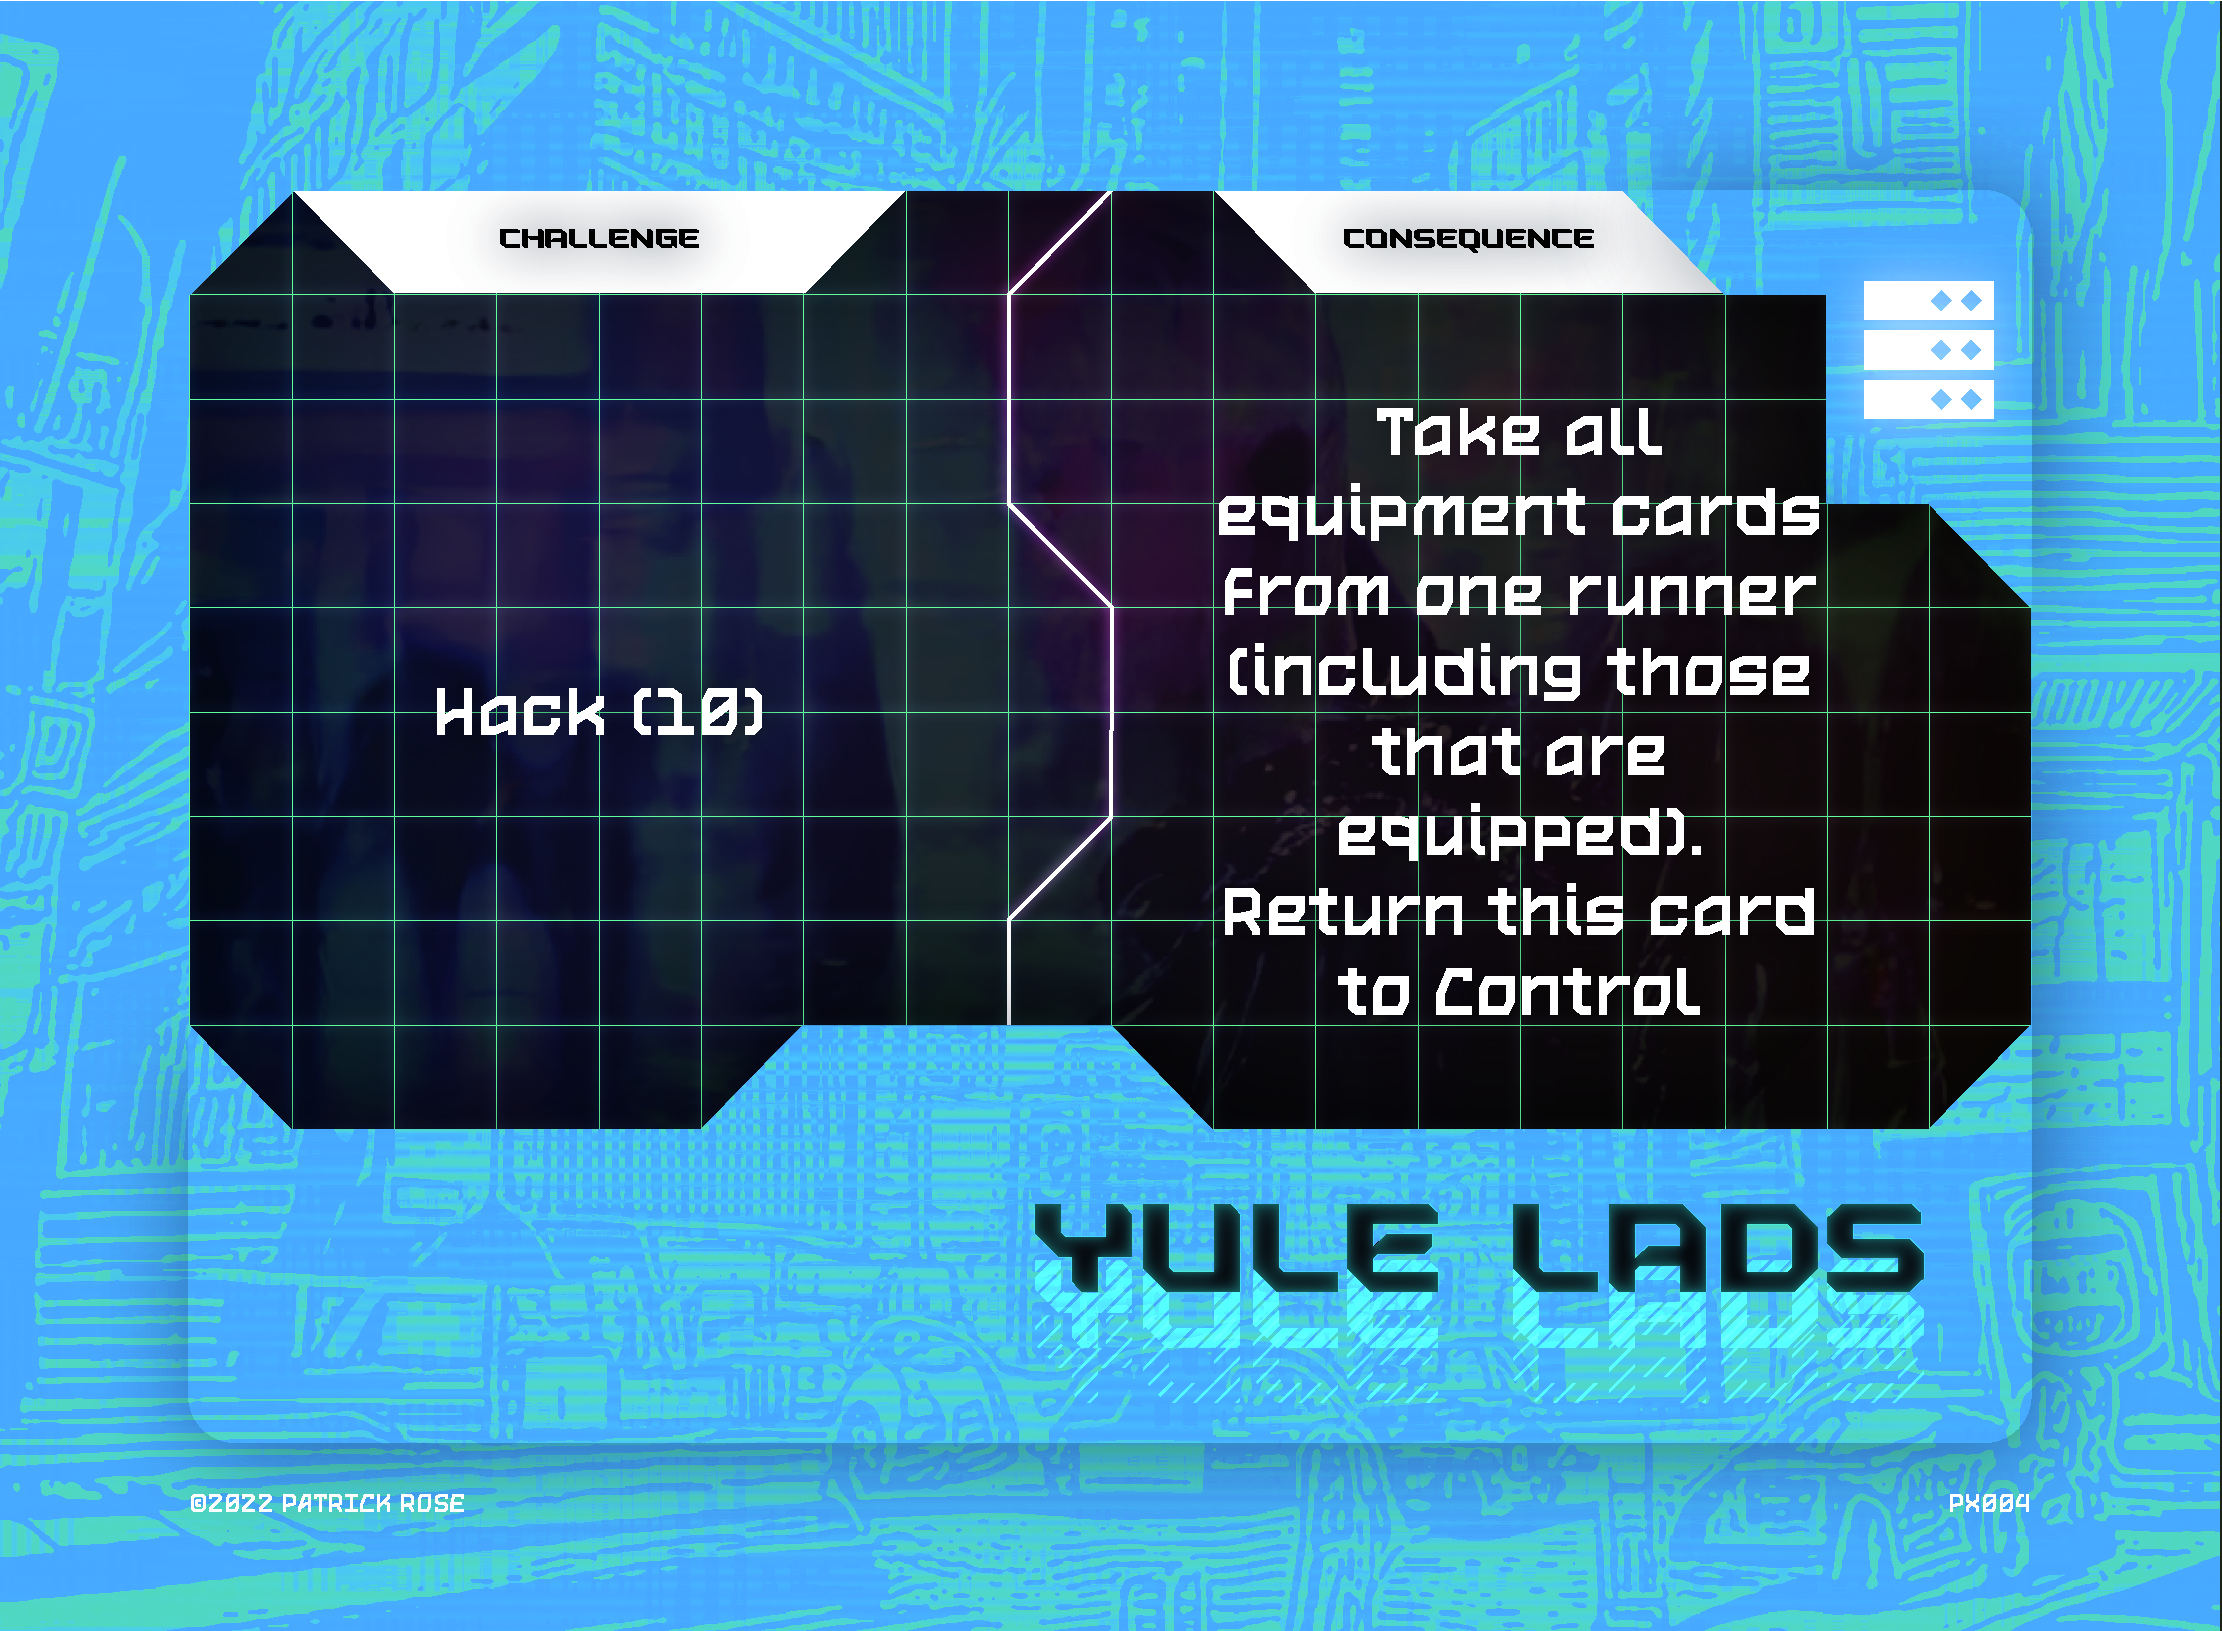 CHALLENGE
Hack (10)
CONSEQUENCE
Take all
equipment cards
from one runner
(including those
that are
equipped).
Return this card
to Control
YULE LADS
©2022 PATRICK ROSE
PX004